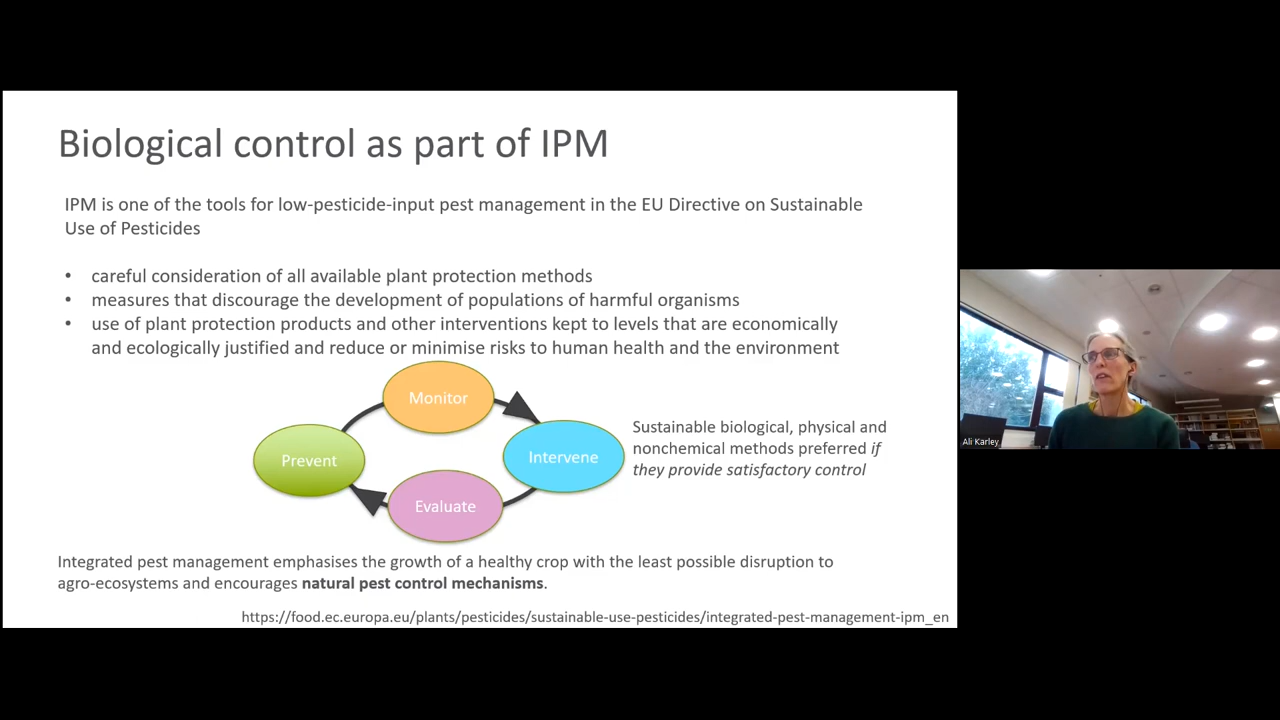 Biological control as part of IPM
IPM is one of the tools for low-pesticide-input pest management in the EU Directive on Sustainable
Use of Pesticides
• careful consideration of all available plant protection methods
• measures that discourage the development of populations of harmful organisms
• use of plant protection products and other interventions kept to levels that are economically
and ecologically justified and reduce or minimise risks to human health and the environment
Monitor
Prevent
Intervene
Evaluate
Sustainable biological, physical and
nonchemical methods preferred if
they provide satisfactory control
Integrated pest management emphasises the growth of a healthy crop with the least possible disruption to
agro-ecosystems and encourages natural pest control mechanisms.
https://food.ec.europa.eu/plants/pesticides/sustainable-use-pesticides/integrated-pest-management-ipm_en
Ali Karley